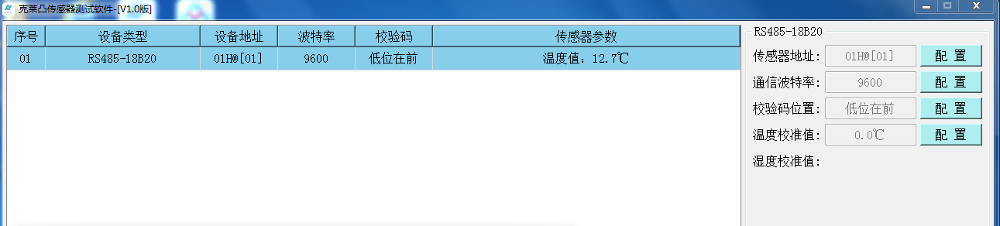 克莱凸传感器测试软件-[V1.0版]
序号 设备类型 设备地址 波特率 校验码 传感器参数
01 RS485-18B20 01H@[01] 9600 低位在前 温度值：12.7℃
RS485-18B20
传感器地址: 01H@[01] 配 置
通信波特率: 9600 配 置
校验码位置: 低位在前 配 置
温度校准值: 0.0℃ 配 置
湿度校准值: